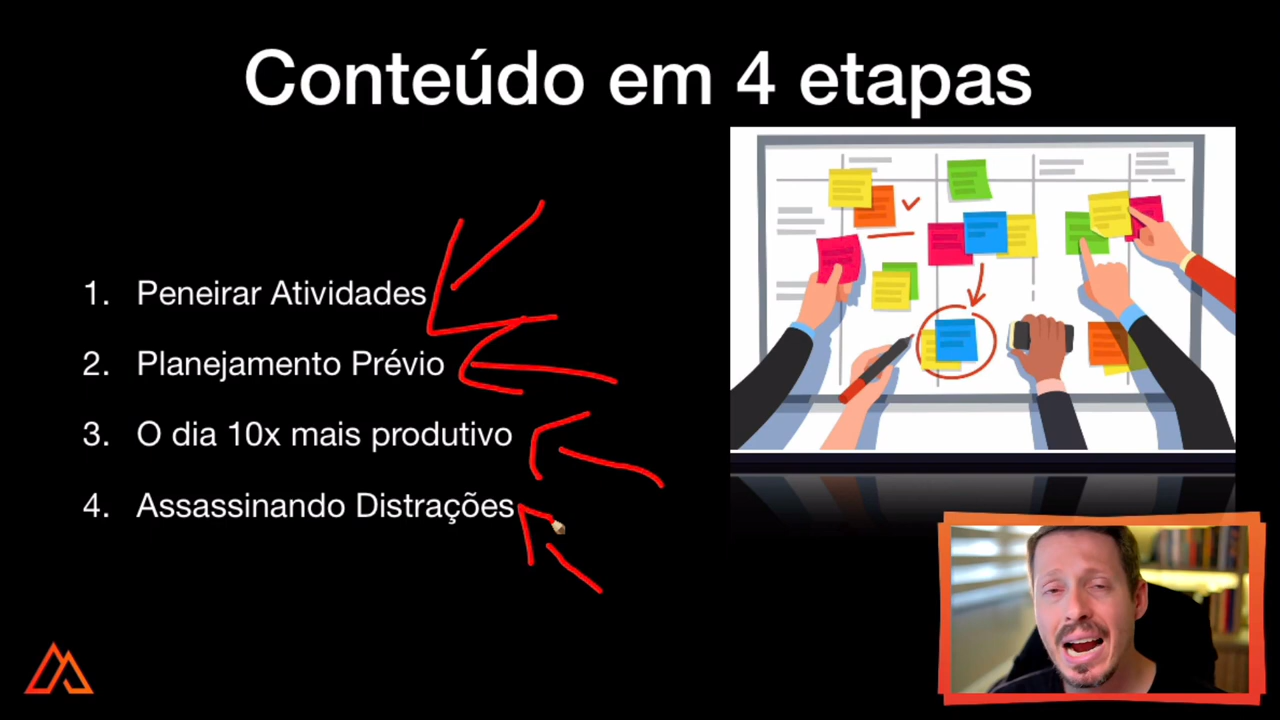 Conteúdo em 4 etapas
1. Peneirar Atividades
2. Planejamento Prévio
3. O dia 10x mais produtivo
4. Assassinando Distrações